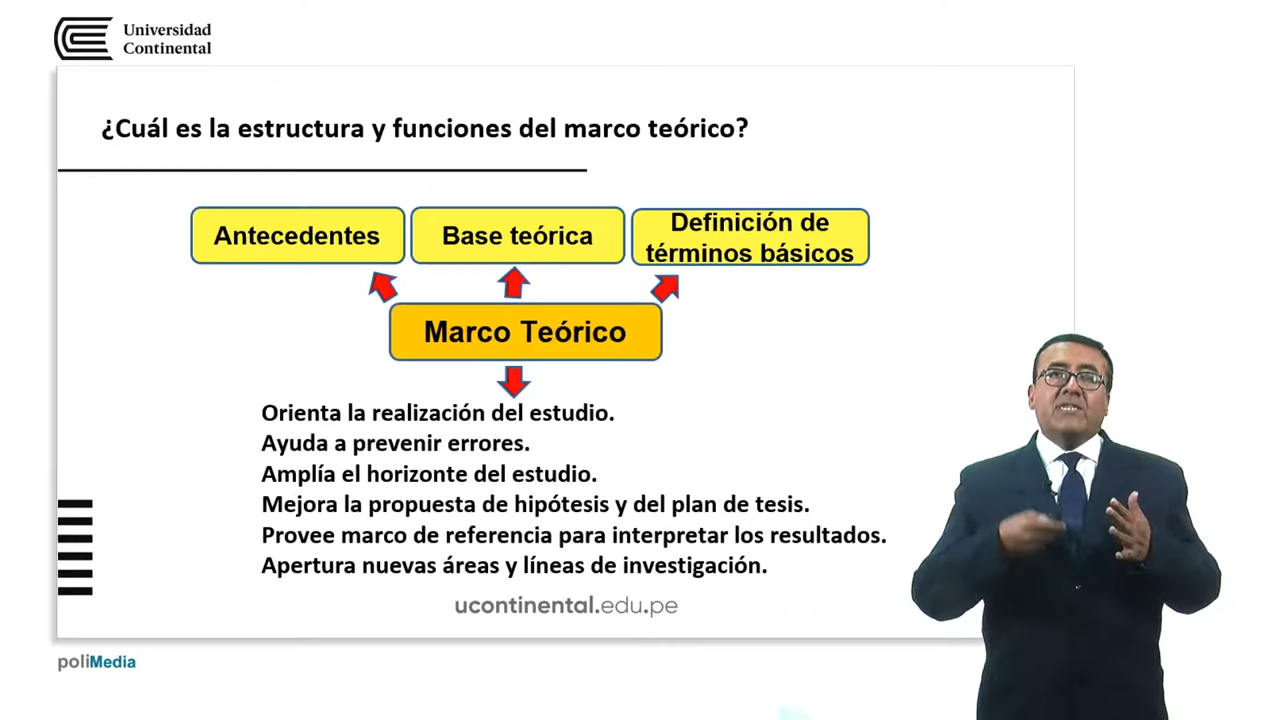 Universidad
Continental
¿Cuál es la estructura y funciones del marco teórico?
Antecedentes
Base teórica
Definición de
términos básicos
Marco Teórico
Orienta la realización del estudio.
Ayuda a prevenir errores.
Amplía el horizonte del estudio.
Mejora la propuesta de hipótesis y del plan de tesis.
Provee marco de referencia para interpretar los resultados.
Apertura nuevas áreas y líneas de investigación.
ucontinental.edu.pe
poliMedia